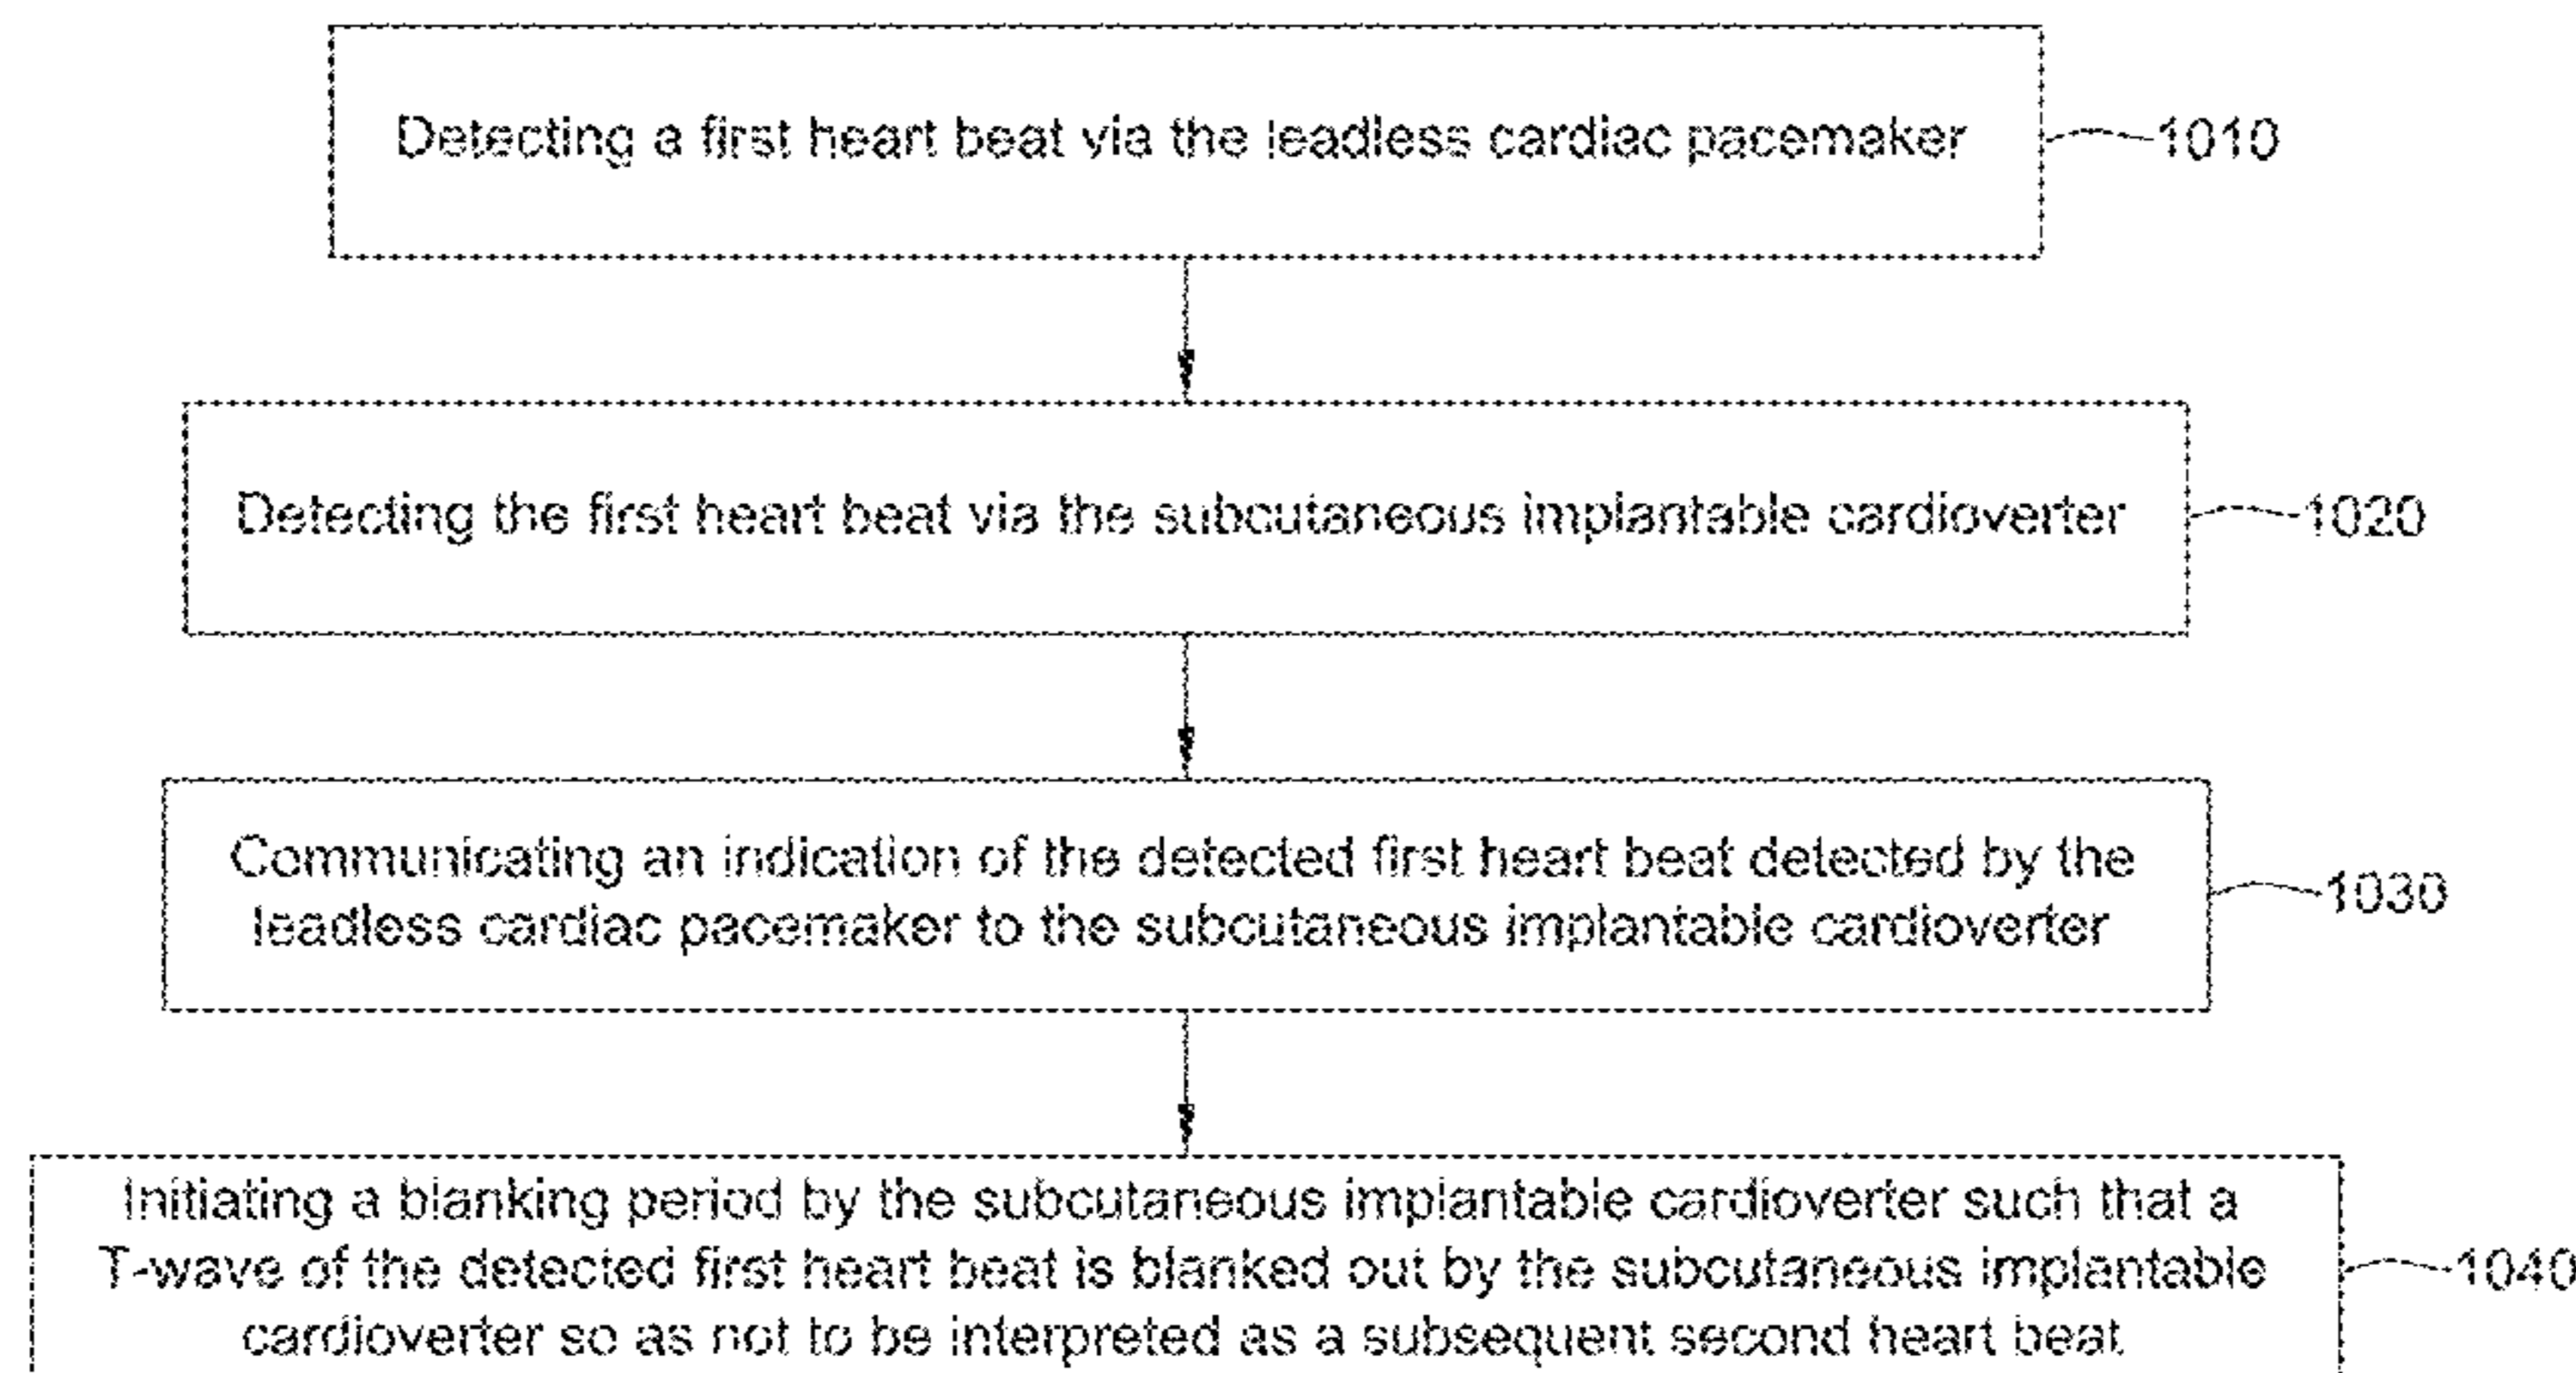 Detecting a first heart beat via the leadless cardiac pacemaker
1010
Detecting the first heart beat via the subcutaneous implantable cardioverter
1020
Communicating an indication of the detected first heart beat detected by the
leadless cardiac pacemaker to the subcutaneous implantable cardioverter
1030
Initiating a blanking period by the subcutaneous implantable cardioverter such that a
T-wave of the detected first heart beat is blanked out by the subcutaneous implantable
cardioverter so as not to be interpreted as a subsequent second heart beat
1040